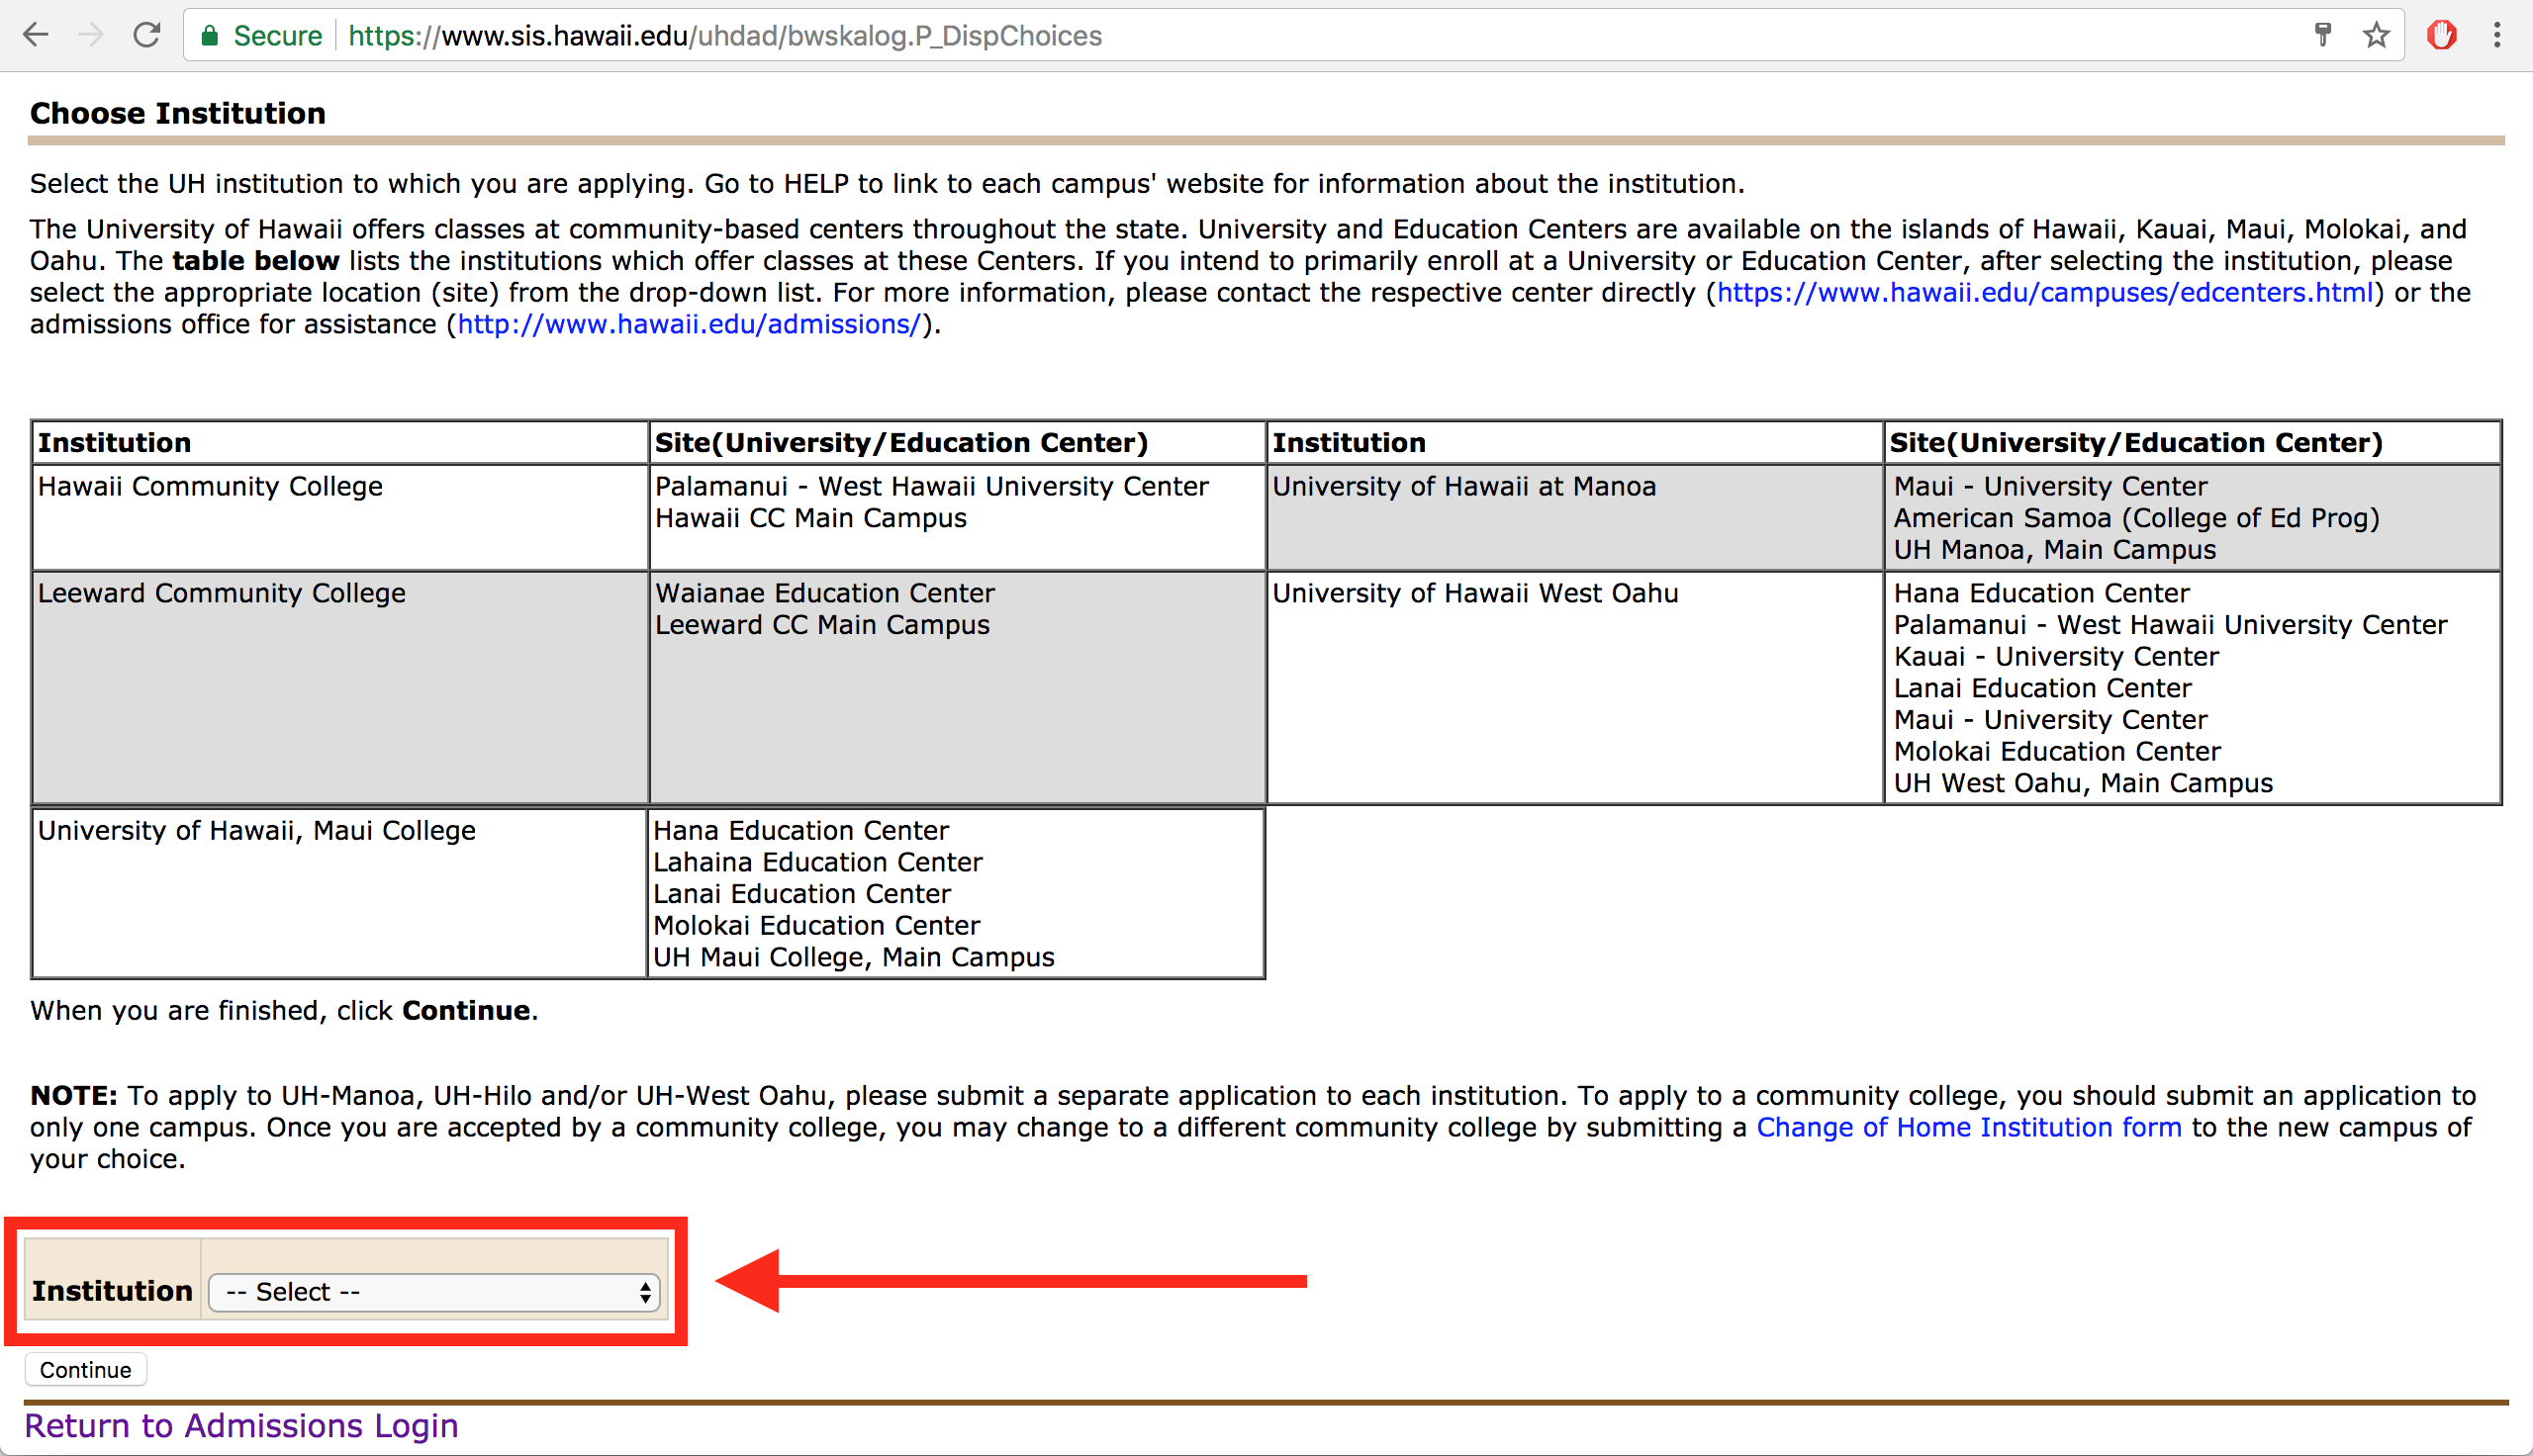 Secure https://www.sis.hawaii.edu/uhdad/bwskalog.P_DispChoices
Choose Institution
Select the UH institution to which you are applying. Go to HELP to link to each campus' website for information about the institution.
The University of Hawaii offers classes at community-based centers throughout the state. University and Education Centers are available on the islands of Hawaii, Kauai, Maui, Molokai, and
Oahu. The table below lists the institutions which offer classes at these Centers. If you intend to primarily enroll at a University or Education Center, after selecting the institution, please
select the appropriate location (site) from the drop-down list. For more information, please contact the respective center directly (https://www.hawaii.edu/campuses/edcenters.html) or the
admissions office for assistance (http://www.hawaii.edu/admissions/).
Institution Site(University/Education Center) Institution Site(University/Education Center)
Hawaii Community College Palamanui - West Hawaii University Center University of Hawaii at Manoa Maui - University Center
Hawaii CC Main Campus American Samoa (College of Ed Prog)
UH Manoa, Main Campus
Leeward Community College Waianae Education Center University of Hawaii West Oahu Hana Education Center
Leeward CC Main Campus Palamanui - West Hawaii University Center
Kauai - University Center
Lanai Education Center
Maui - University Center
Molokai Education Center
UH West Oahu, Main Campus
University of Hawaii, Maui College Hana Education Center
Lahaina Education Center
Lanai Education Center
Molokai Education Center
UH Maui College, Main Campus
When you are finished, click Continue.
NOTE: To apply to UH-Manoa, UH-Hilo and/or UH-West Oahu, please submit a separate application to each institution. To apply to a community college, you should submit an application to
only one campus. Once you are accepted by a community college, you may change to a different community college by submitting a Change of Home Institution form to the new campus of
your choice.
Institution -- Select --
Continue
Return to Admissions Login